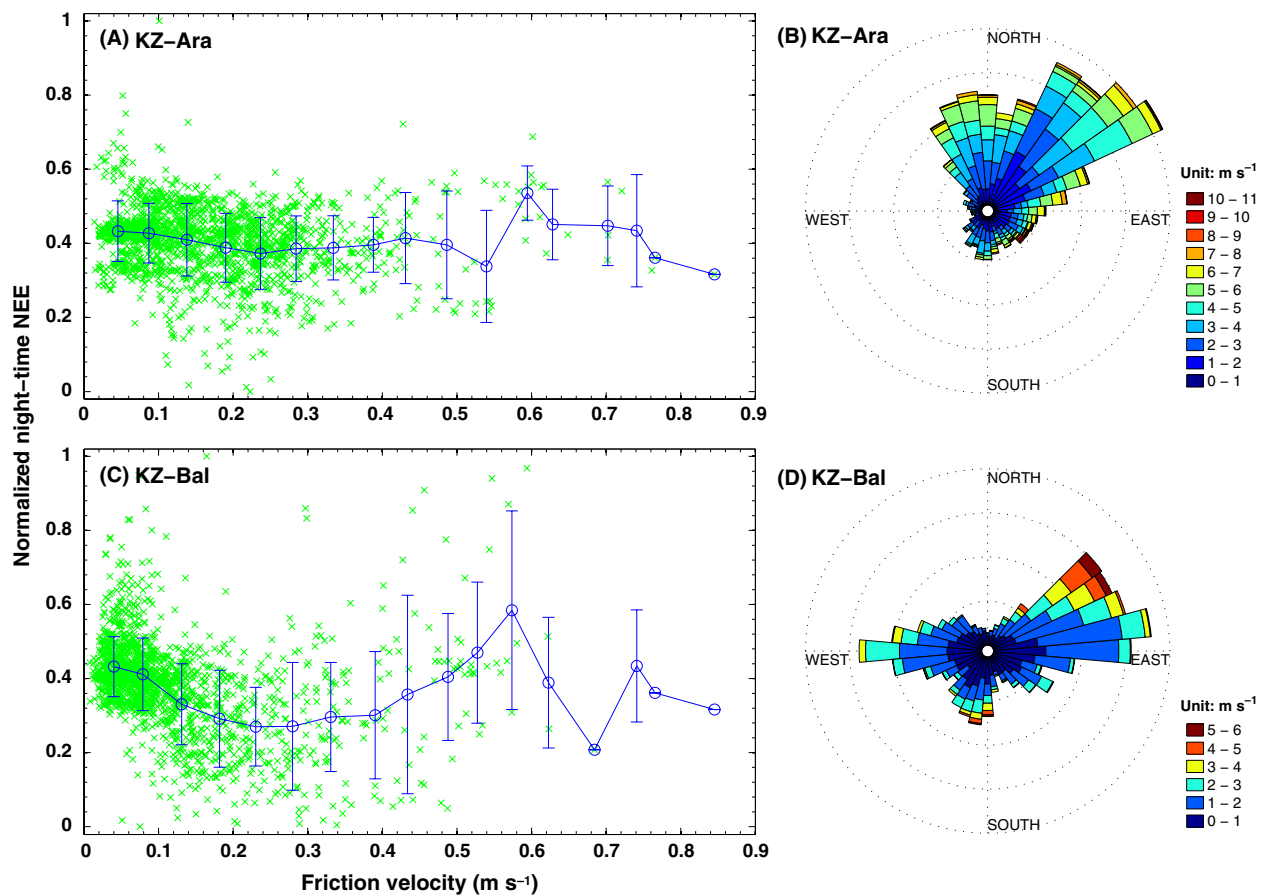 (A) KZ–Ara
1
0.8
0.6
0.4
0.2
0
0 0.1 0.2 0.3 0.4 0.5 0.6 0.7 0.8 0.9
(B) KZ–Ara
NORTH
WEST
EAST
SOUTH
Unit: m s⁻¹
10 – 11
9 – 10
8 – 9
7 – 8
6 – 7
5 – 6
4 – 5
3 – 4
2 – 3
1 – 2
0 – 1
Normalized night–time NEE
(C) KZ–Bal
1
0.8
0.6
0.4
0.2
0
0 0.1 0.2 0.3 0.4 0.5 0.6 0.7 0.8 0.9
Friction velocity (m s⁻¹)
(D) KZ–Bal
NORTH
WEST
EAST
SOUTH
Unit: m s⁻¹
5 – 6
4 – 5
3 – 4
2 – 3
1 – 2
0 – 1